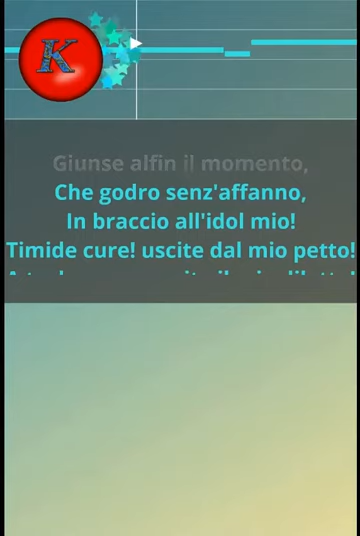 K
Giunse alfin il momento,
Che godro senz'affanno,
In braccio all'idol mio!
Timide cure! uscite dal mio petto!